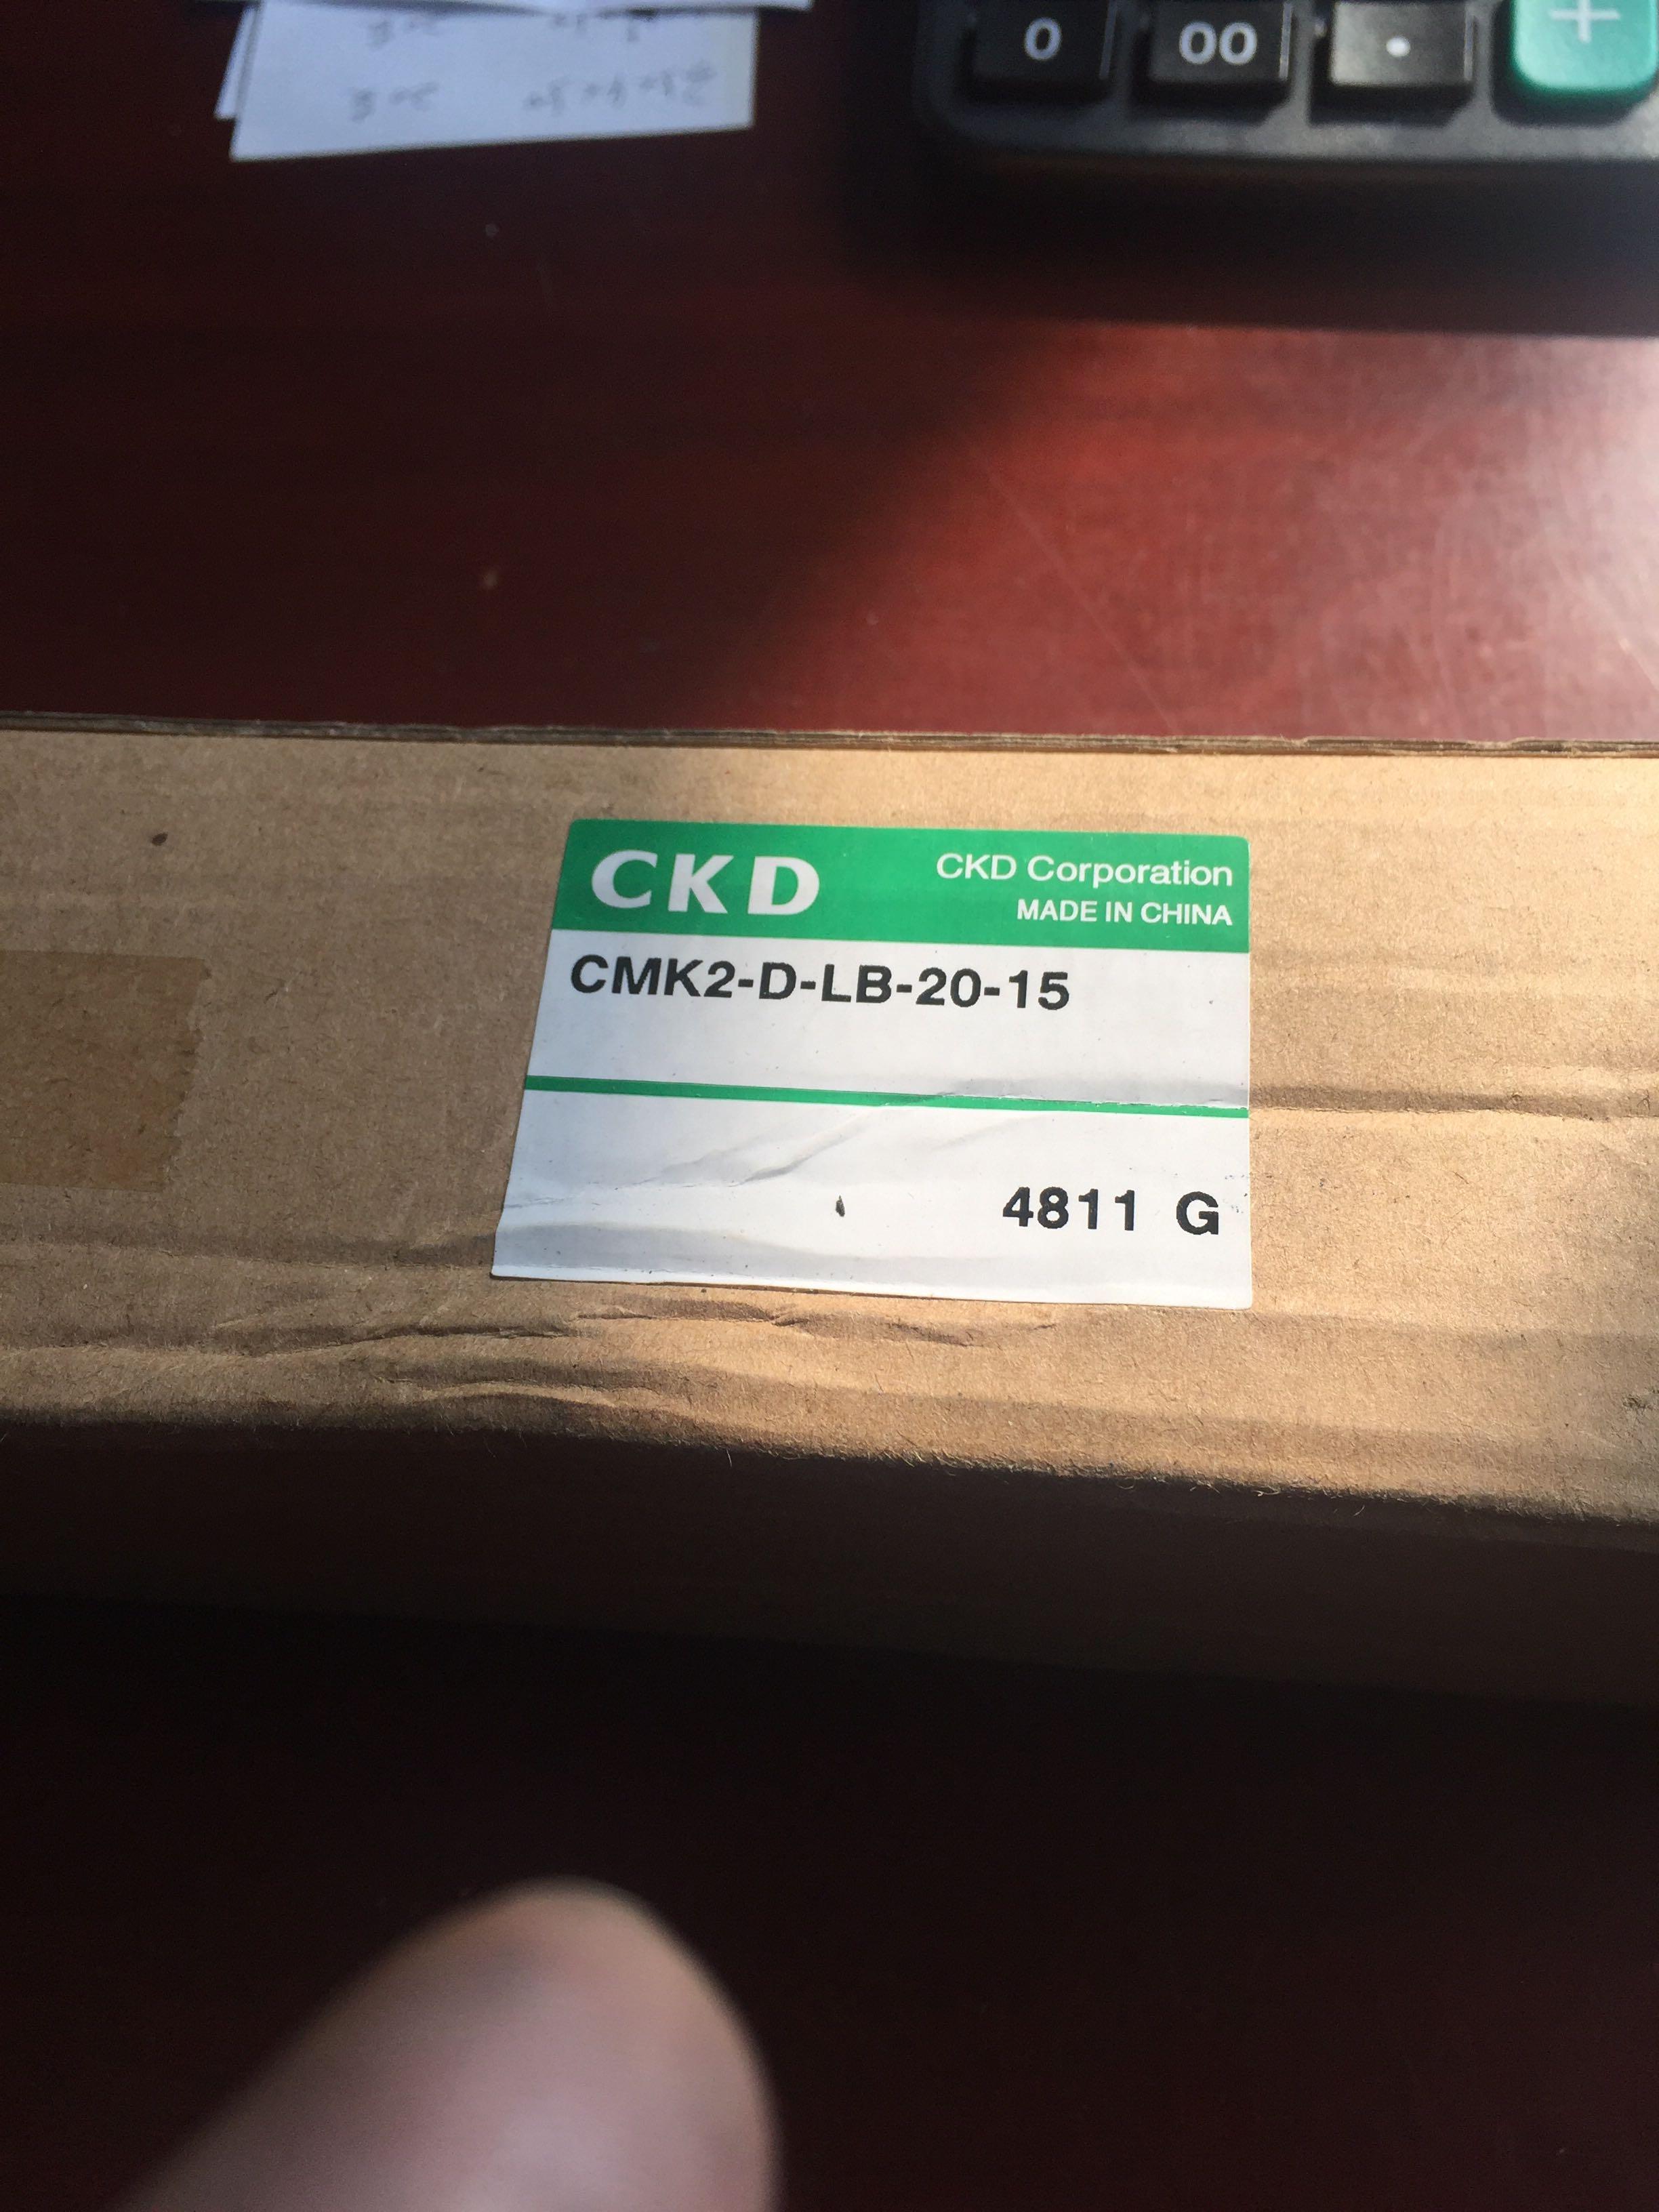 0 00 . +
CKD
CKD Corporation
MADE IN CHINA
CMK2-D-LB-20-15
4811 G